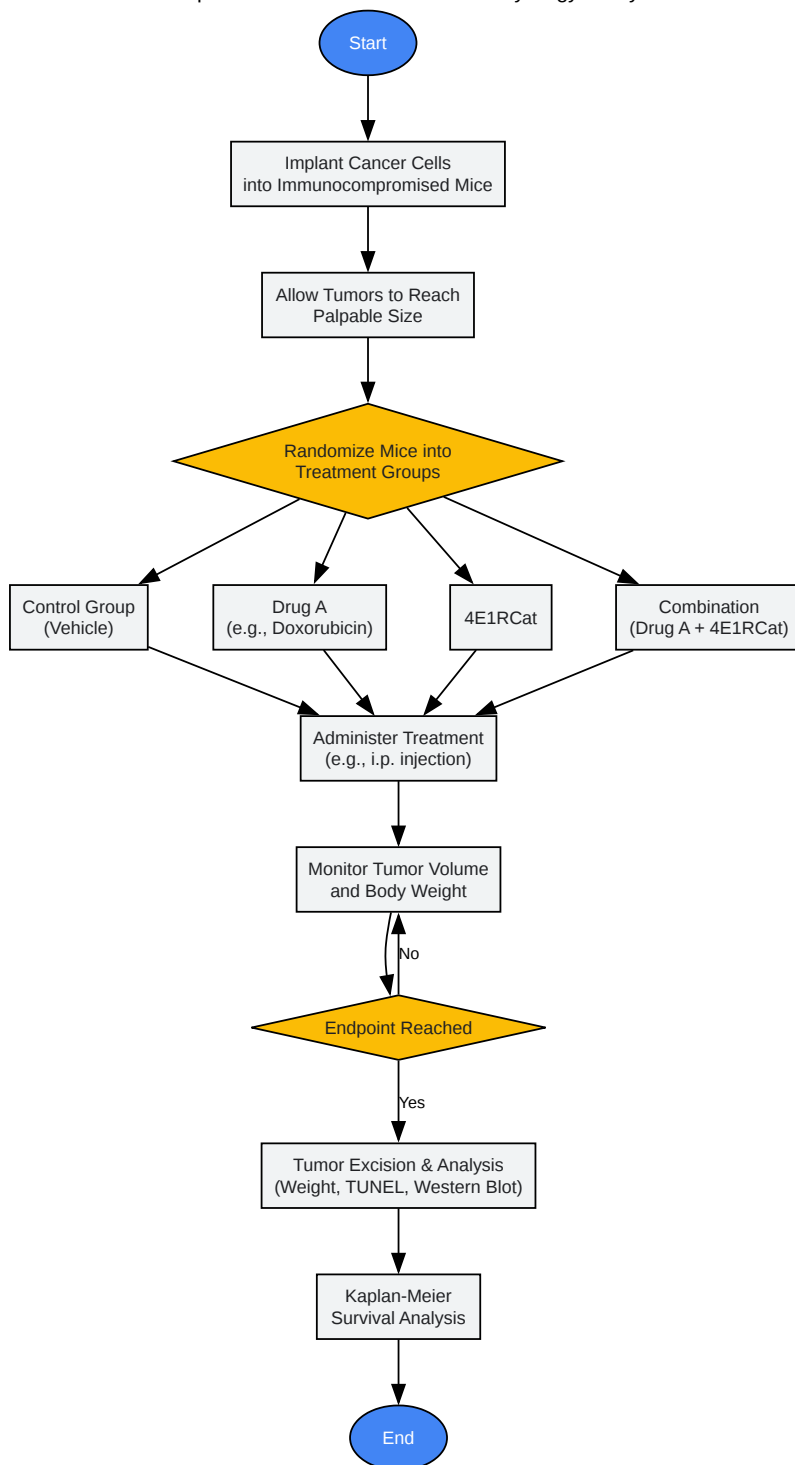 Start
Implant Cancer Cells
into Immunocompromised Mice
Allow Tumors to Reach
Palpable Size
Randomize Mice into
Treatment Groups
Control Group
(Vehicle)
Drug A
(e.g., Doxorubicin)
4E1RCat
Combination
(Drug A + 4E1RCat)
Administer Treatment
(e.g., i.p. injection)
Monitor Tumor Volume
and Body Weight
No
Endpoint Reached
Yes
Tumor Excision & Analysis
(Weight, TUNEL, Western Blot)
Kaplan-Meier
Survival Analysis
End